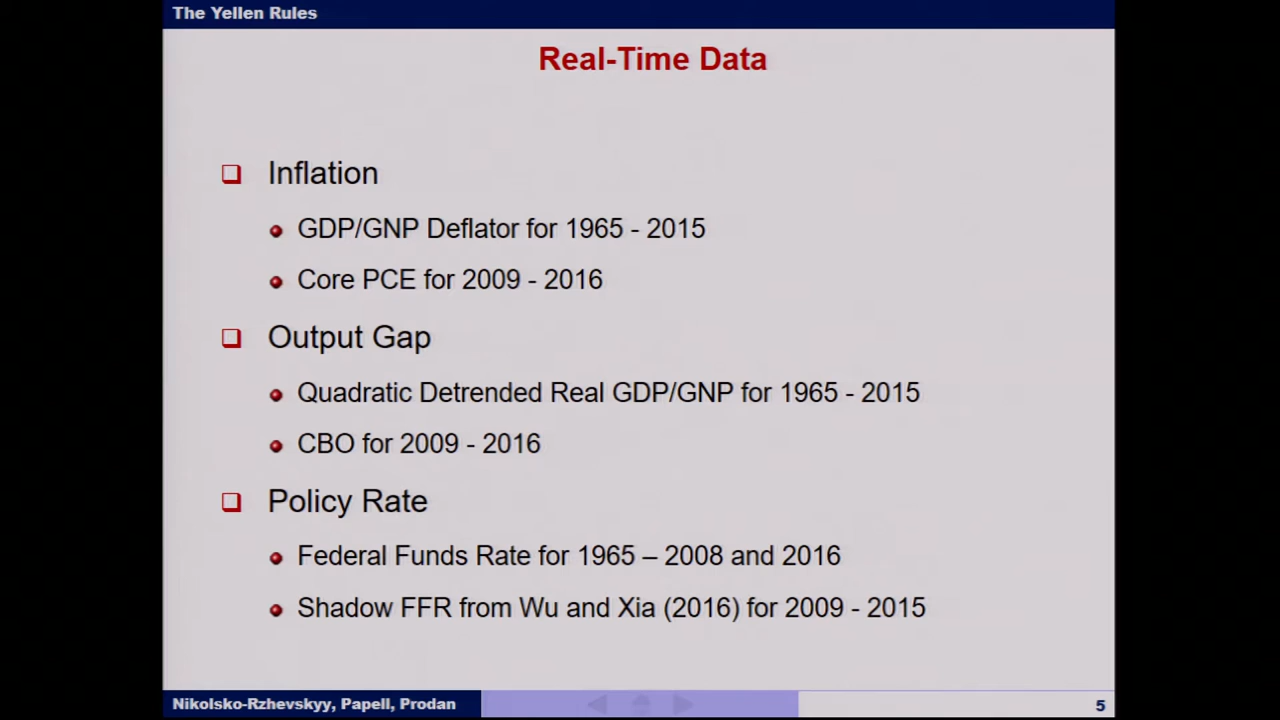 The Yellen Rules
Real-Time Data
Inflation
GDP/GNP Deflator for 1965 - 2015
Core PCE for 2009 - 2016
Output Gap
Quadratic Detrended Real GDP/GNP for 1965 - 2015
CBO for 2009 - 2016
Policy Rate
Federal Funds Rate for 1965 – 2008 and 2016
Shadow FFR from Wu and Xia (2016) for 2009 - 2015
Nikolsko-Rzhevskyy, Papell, Prodan
5